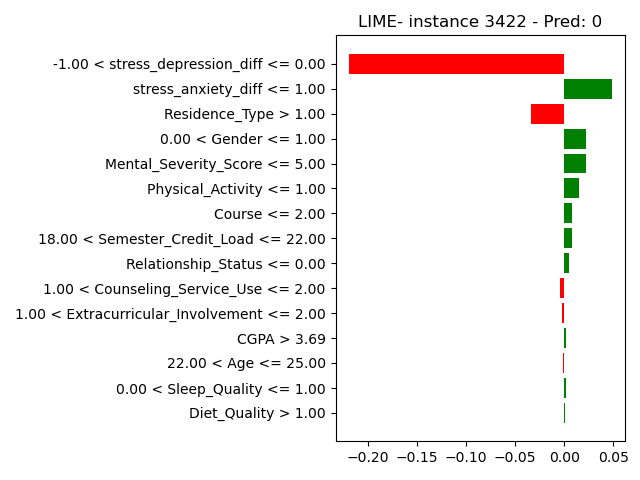 LIME- instance 3422 - Pred: 0
-1.00 < stress_depression_diff <= 0.00
stress_anxiety_diff <= 1.00
Residence_Type > 1.00
0.00 < Gender <= 1.00
Mental_Severity_Score <= 5.00
Physical_Activity <= 1.00
Course <= 2.00
18.00 < Semester_Credit_Load <= 22.00
Relationship_Status <= 0.00
1.00 < Counseling_Service_Use <= 2.00
1.00 < Extracurricular_Involvement <= 2.00
CGPA > 3.69
22.00 < Age <= 25.00
0.00 < Sleep_Quality <= 1.00
Diet_Quality > 1.00
−0.20 −0.15 −0.10 −0.05 0.00 0.05